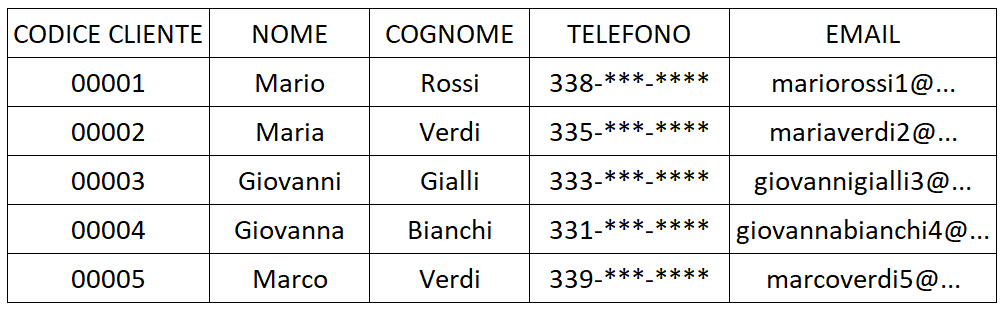 CODICE CLIENTE NOME COGNOME TELEFONO EMAIL
00001 Mario Rossi 338-***-**** mariorossi1@...
00002 Maria Verdi 335-***-**** mariaverdi2@...
00003 Giovanni Gialli 333-***-**** giovannigialli3@...
00004 Giovanna Bianchi 331-***-**** giovannabianchi4@...
00005 Marco Verdi 339-***-**** marcoverdi5@...